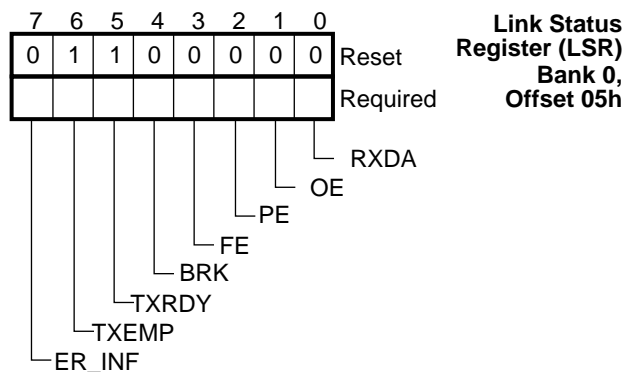 7 6 5 4 3 2 1 0
0 1 1 0 0 0 0 0 Reset
Required
Link Status
Register (LSR)
Bank 0,
Offset 05h
RXDA
OE
PE
FE
BRK
TXRDY
TXEMP
ER_INF